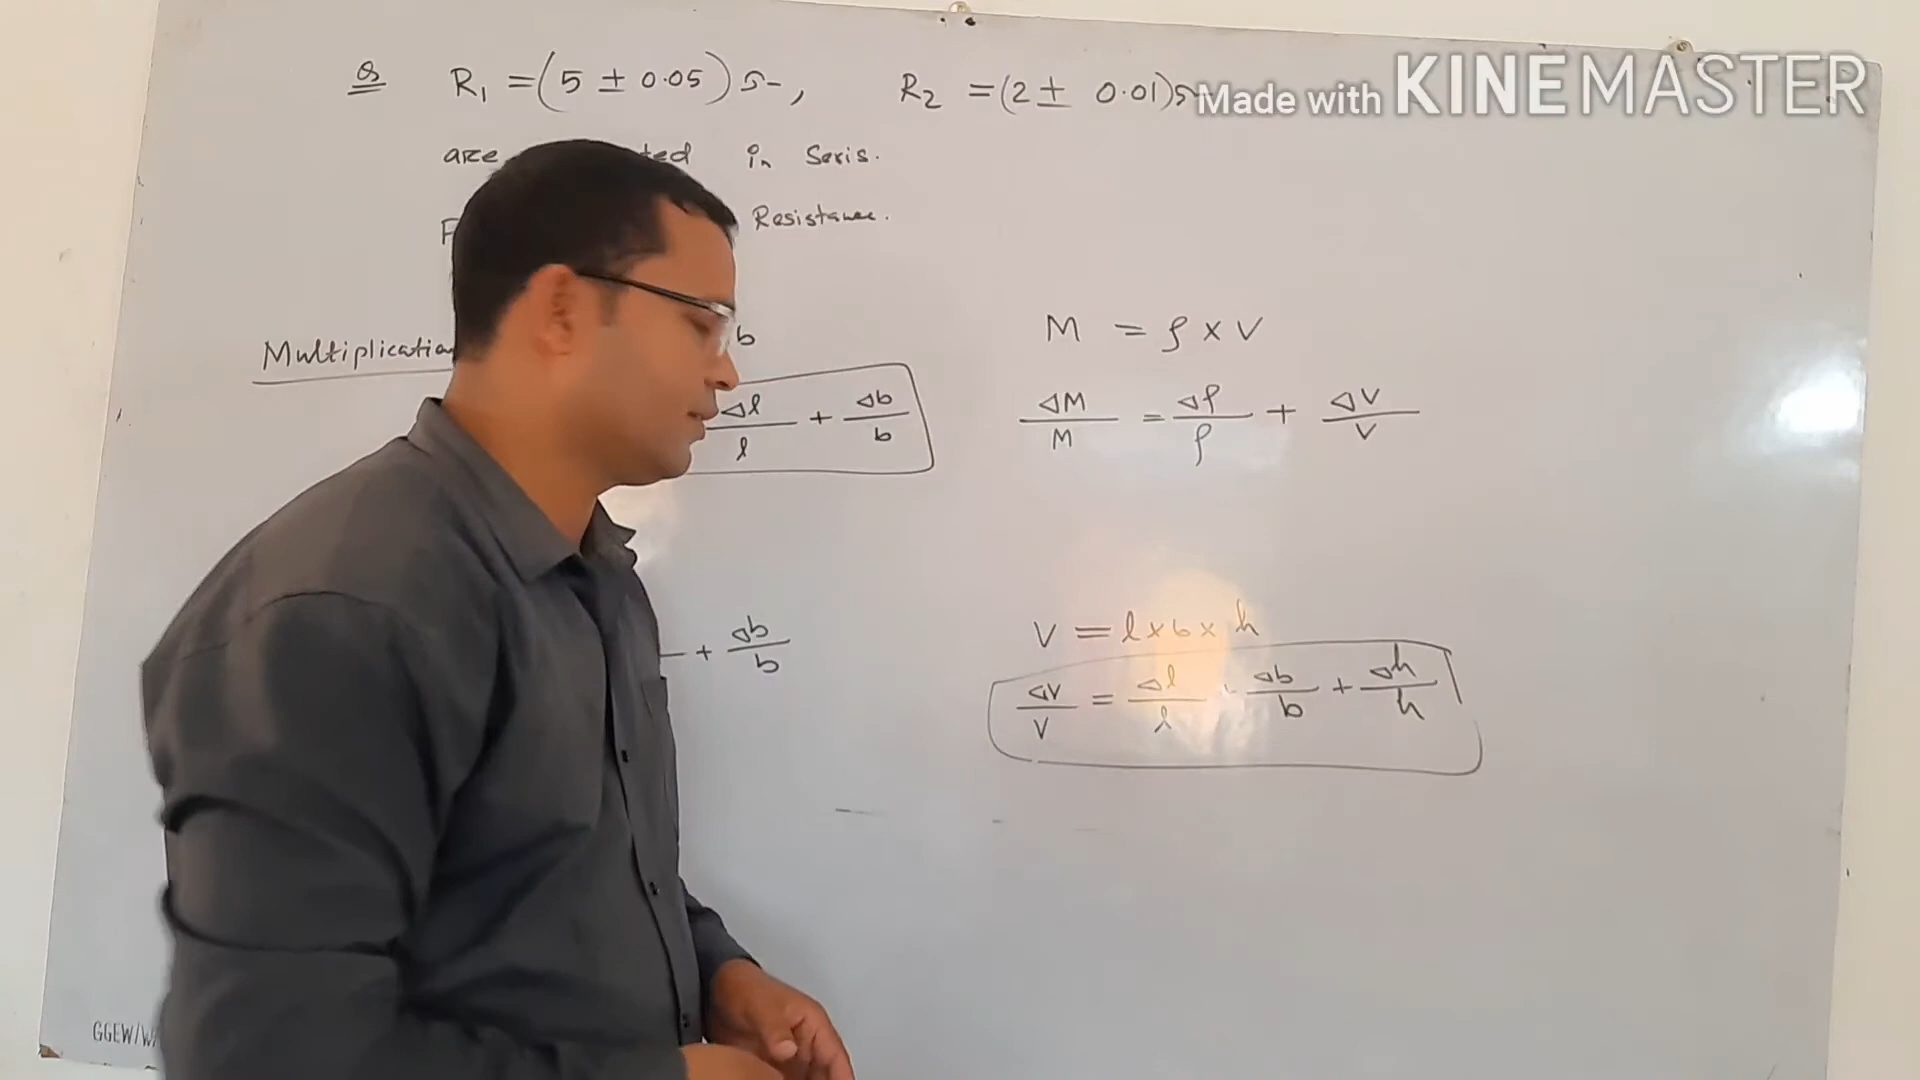 Q R₁ = (5 ± 0.05) Ω, R₂ = (2 ± 0.01) Ω
Made with KINEMASTER
are in Seris.
Resistance.
Multiplication b
Δl/l + Δb/b
M = ρ x V
ΔM/M = Δρ/ρ + ΔV/V
+ Δb/b
V = l x b x h
ΔV/V = Δl/l + Δb/b + Δh/h
GGEW/W